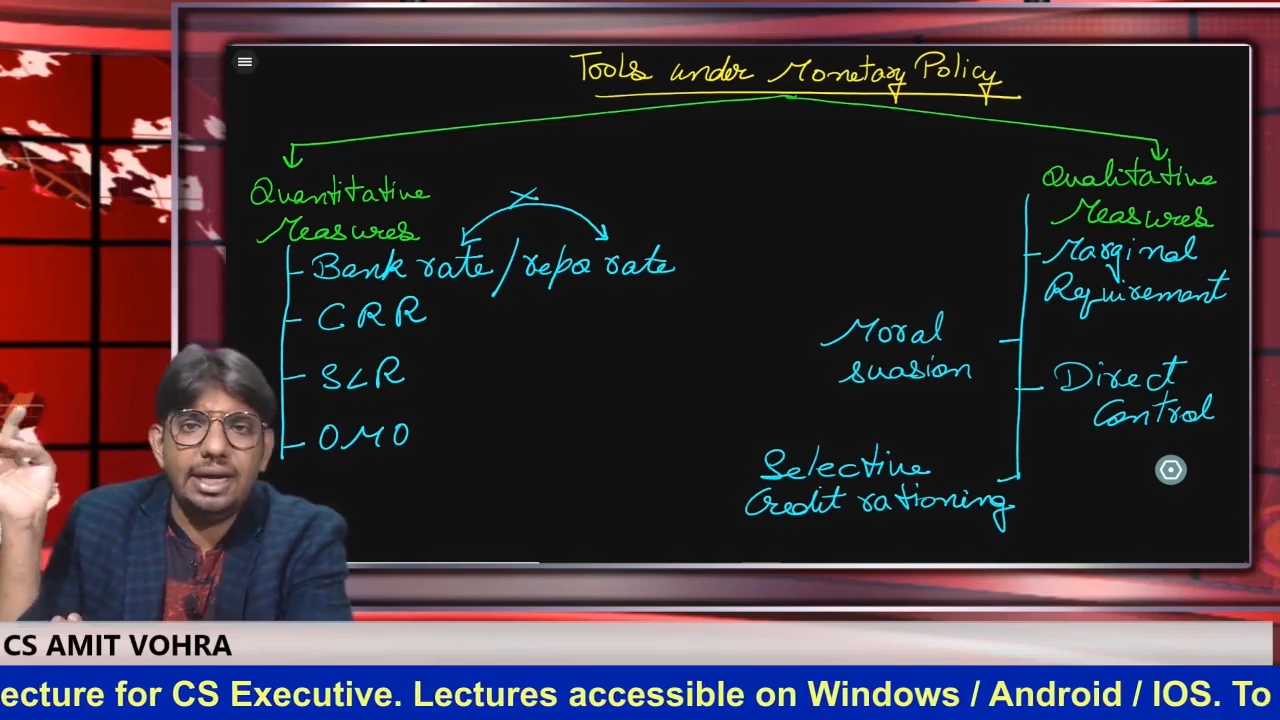 Tools under Monetary Policy
Quantitative
Measures
Bank rate/repo rate
CRR
SLR
OMO
Qualitative
Measures
Marginal
Requirement
Moral
suasion
Direct
Control
Selective
Credit rationing
CS AMIT VOHRA
ecture for CS Executive. Lectures accessible on Windows / Android / IOS. To